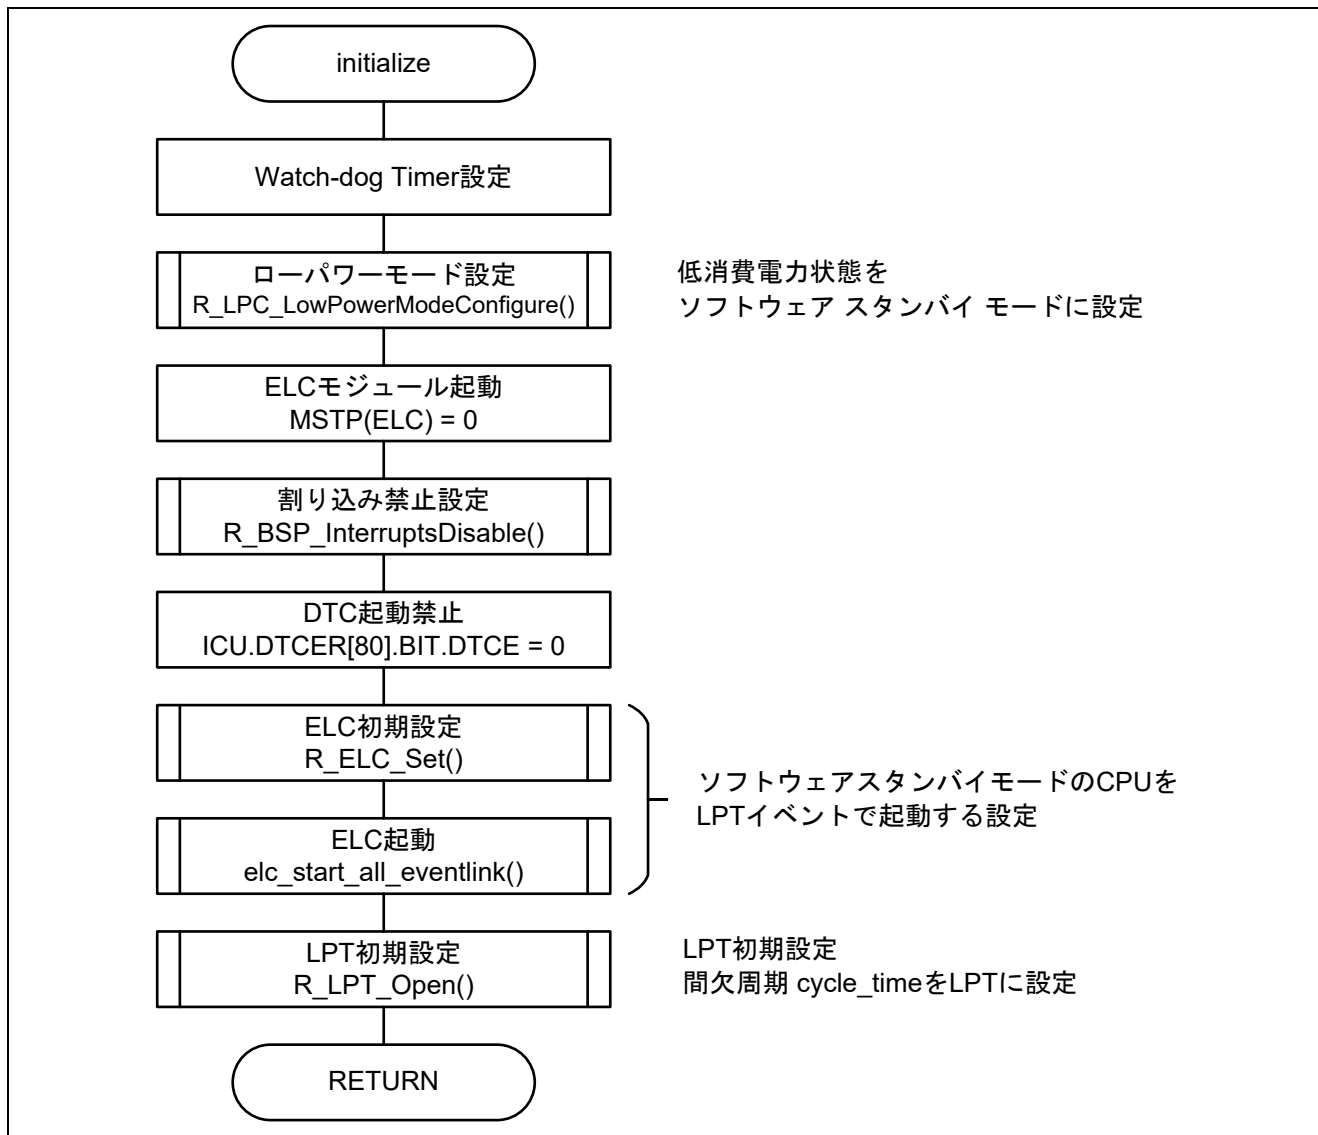 initialize
Watch-dog Timer設定
ローパワーモード設定
R_LPC_LowPowerModeConfigure()
低消費電力状態を
ソフトウェア スタンバイ モードに設定
ELCモジュール起動
MSTP(ELC) = 0
割り込み禁止設定
R_BSP_InterruptsDisable()
DTC起動禁止
ICU.DTCER[80].BIT.DTCE = 0
ELC初期設定
R_ELC_Set()
ELC起動
elc_start_all_eventlink()
ソフトウェアスタンバイモードのCPUを
LPTイベントで起動する設定
LPT初期設定
R_LPT_Open()
LPT初期設定
間欠周期 cycle_timeをLPTに設定
RETURN